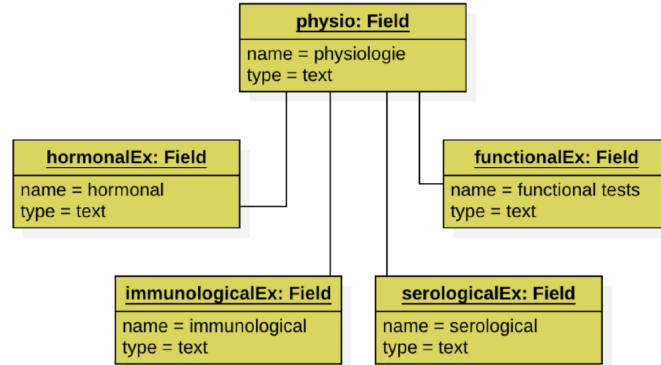 physio: Field
name = physiologie
type = text
hormonalEx: Field
name = hormonal
type = text
functionalEx: Field
name = functional tests
type = text
immunologicalEx: Field
name = immunological
type = text
serologicalEx: Field
name = serological
type = text